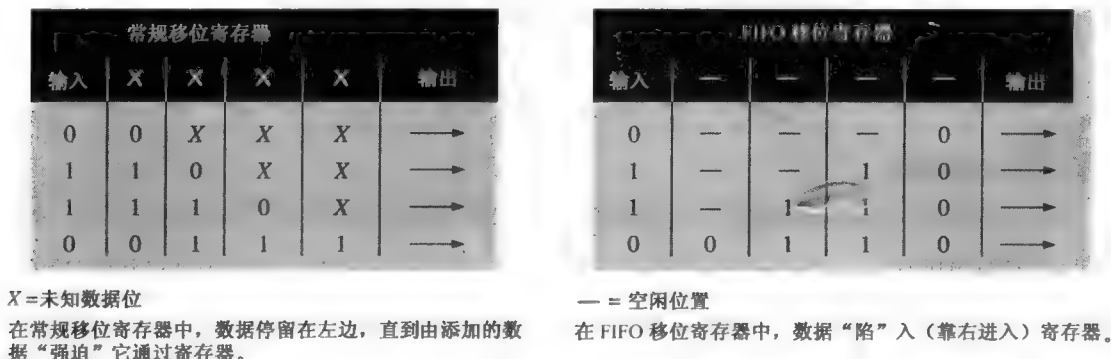 常规移位寄存器
输入 X X X X 输出
0 0 X X X →
1 1 0 X X →
1 1 1 0 X →
0 0 1 1 1 →
X=未知数据位
在常规移位寄存器中，数据停留在左边，直到由添加的数
据“强迫”它通过寄存器。
FIFO 移位寄存器
输入 — — — — 输出
0 — — — 0 →
1 — — 1 0 →
1 — 1 1 0 →
0 0 1 1 0 →
— = 空闲位置
在 FIFO 移位寄存器中，数据“陷”入（靠右进入）寄存器。